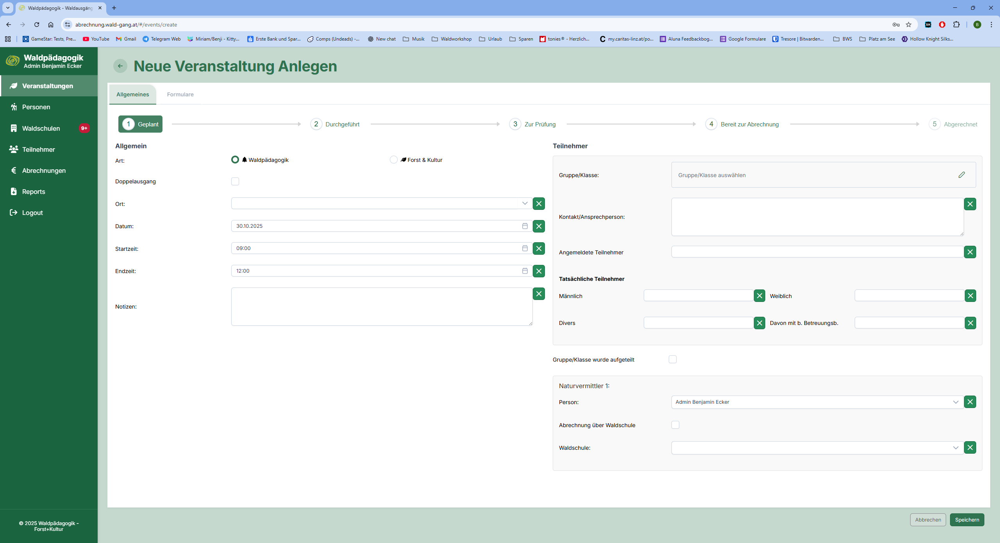 Waldpädagogik - Waldausgäng
abrechnung.wald-gang.at/#/events/create
B
GameStar: Tests, Pre...
YouTube
Gmail
Telegram Web
Miriam/Benji - Kitty...
Erste Bank und Spar...
Comps (Undeads) -...
New chat
Musik
Waldworkshop
Urlaub
Sparen
tonies® - Herzlich...
my.caritas-linz.at/po...
Aluna Feedbackbog...
Google Formulare
Tresore | Bitwarden...
BWS
Platz am See
Hollow Knight Silks...
Waldpädagogik
Admin Benjamin Ecker
Veranstaltungen
Personen
Waldschulen
9+
Teilnehmer
Abrechnungen
Reports
Logout
© 2025 Waldpädagogik -
Forst+Kultur
Neue Veranstaltung Anlegen
Allgemeines
Formulare
1 Geplant
2 Durchgeführt
3 Zur Prüfung
4 Bereit zur Abrechnung
5 Abgerechnet
Allgemein
Art:
Waldpädagogik
Forst & Kultur
Doppelausgang
Ort:
Datum:
30.10.2025
Startzeit:
09:00
Endzeit:
12:00
Notizen:
Teilnehmer
Gruppe/Klasse:
Gruppe/Klasse auswählen
Kontakt/Ansprechperson:
Angemeldete Teilnehmer
Tatsächliche Teilnehmer
Männlich
Weiblich
Divers
Davon mit b. Betreuungsb.
Gruppe/Klasse wurde aufgeteilt
Naturvermittler 1:
Person:
Admin Benjamin Ecker
Abrechnung über Waldschule
Waldschule:
Abbrechen
Speichern